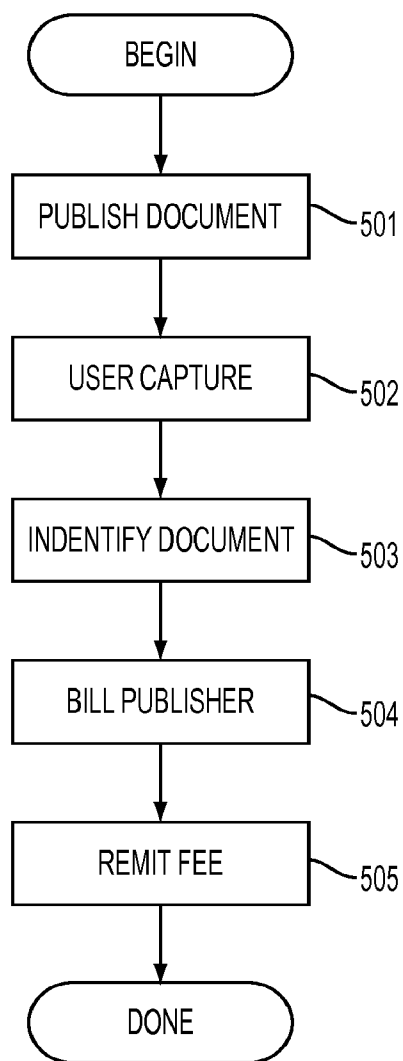 BEGIN
PUBLISH DOCUMENT
501
USER CAPTURE
502
INDENTIFY DOCUMENT
503
BILL PUBLISHER
504
REMIT FEE
505
DONE